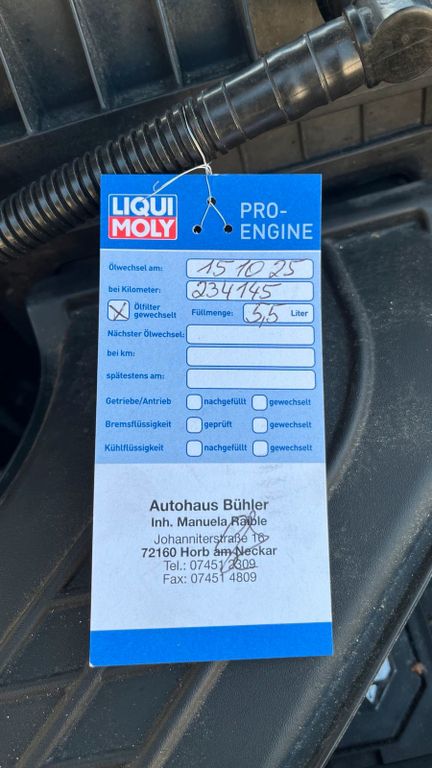 LIQUI MOLY
PRO-ENGINE
Ölwechsel am: 15 10 25
bei Kilometer: 234145
X Ölfilter gewechselt Füllmenge: 5,5 Liter
Nächster Ölwechsel:
bei km:
spätestens am:
Getriebe/Antrieb nachgefüllt gewechselt
Bremsflüssigkeit geprüft gewechselt
Kühlflüssigkeit nachgefüllt gewechselt
Autohaus Bühler
Inh. Manuela Raible
Johanniterstraße 16
72160 Horb am Neckar
Tel.: 07451 2309
Fax: 07451 4809